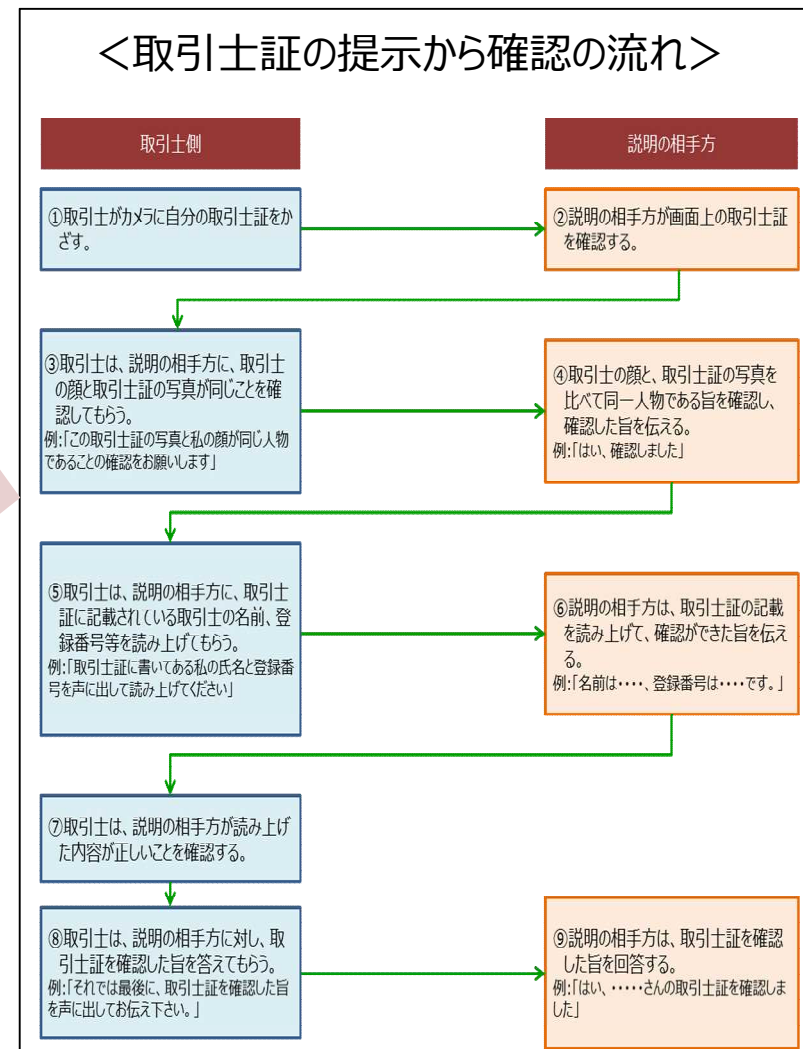 ＜取引士証の提示から確認の流れ＞
取引士側
説明の相手方
①取引士がカメラに自分の取引士証をか
ざす。
②説明の相手方が画面上の取引士証
を確認する。
③取引士は、説明の相手方に、取引士
の顔と取引士証の写真が同じことを確
認してもらう。
例:「この取引士証の写真と私の顔が同じ人物
であることの確認をお願いします」
④取引士の顔と、取引士証の写真を
比べて同一人物である旨を確認し、
確認した旨を伝える。
例:「はい、確認しました」
⑤取引士は、説明の相手方に、取引士
証に記載されている取引士の名前、登
録番号等を読み上げてもらう。
例:「取引士証に書いてある私の氏名と登録番
号を声に出して読み上げてください」
⑥説明の相手方は、取引士証の記載
を読み上げて、確認ができた旨を伝え
る。
例:「名前は・・・・、登録番号は・・・・です。」
⑦取引士は、説明の相手方が読み上げ
た内容が正しいことを確認する。
⑧取引士は、説明の相手方に対し、取
引士証を確認した旨を答えてもらう。
例:「それでは最後に、取引士証を確認した旨
を声に出してお伝え下さい。」
⑨説明の相手方は、取引士証を確認
した旨を回答する。
例:「はい、・・・・・さんの取引士証を確認しま
した」